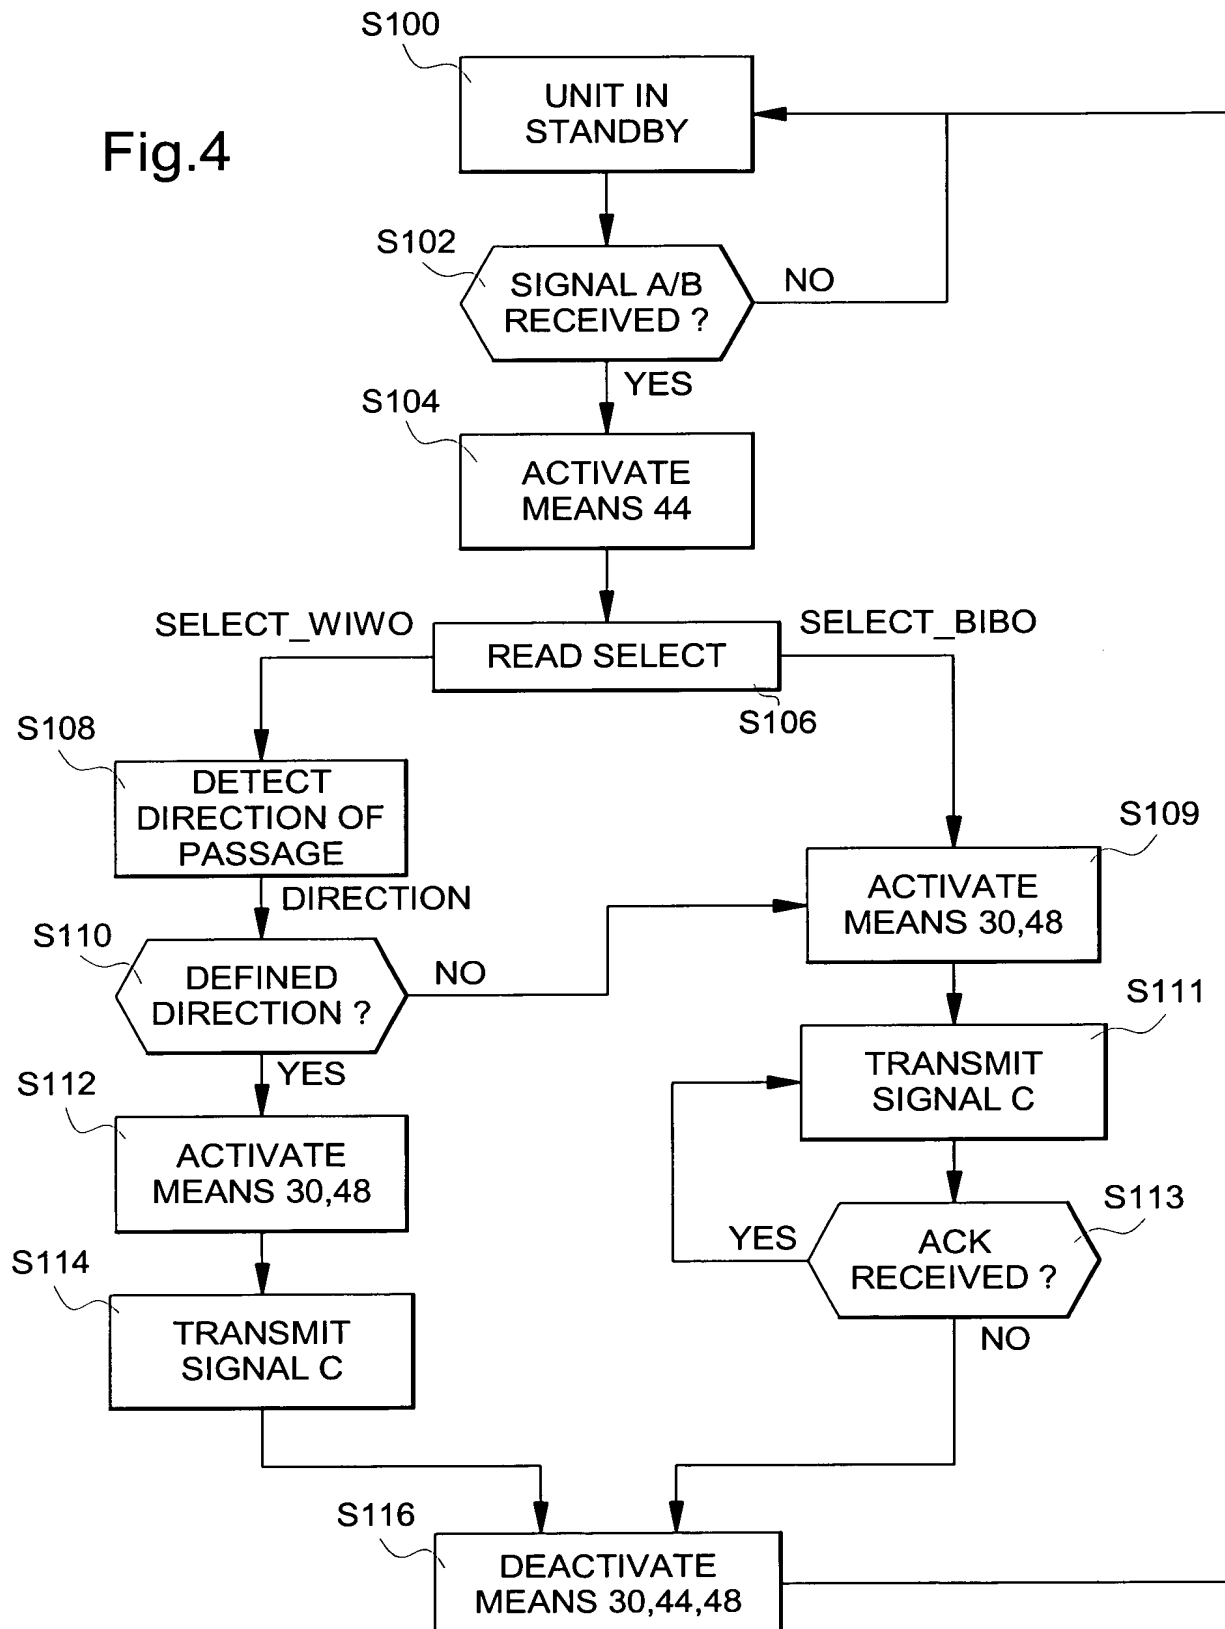 S100
UNIT IN
STANDBY
Fig.4
S102
SIGNAL A/B
RECEIVED ?
NO
YES
S104
ACTIVATE
MEANS 44
SELECT_WIWO
READ SELECT
SELECT_BIBO
S106
S108
DETECT
DIRECTION OF
PASSAGE
DIRECTION
S109
ACTIVATE
MEANS 30,48
S110
DEFINED
DIRECTION ?
NO
YES
S111
TRANSMIT
SIGNAL C
S112
ACTIVATE
MEANS 30,48
S113
ACK
RECEIVED ?
YES
NO
S114
TRANSMIT
SIGNAL C
S116
DEACTIVATE
MEANS 30,44,48